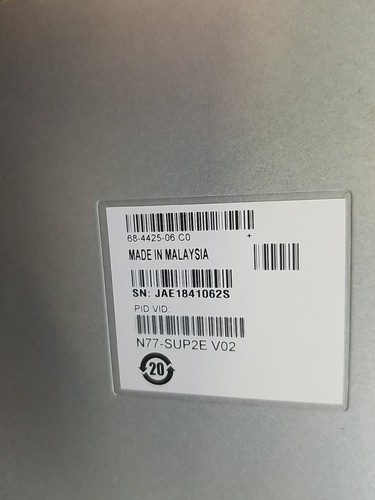 68-4425-06 C0 +
MADE IN MALAYSIA
SN: JAE1841062S
PID VID:
N77-SUP2E V02
20